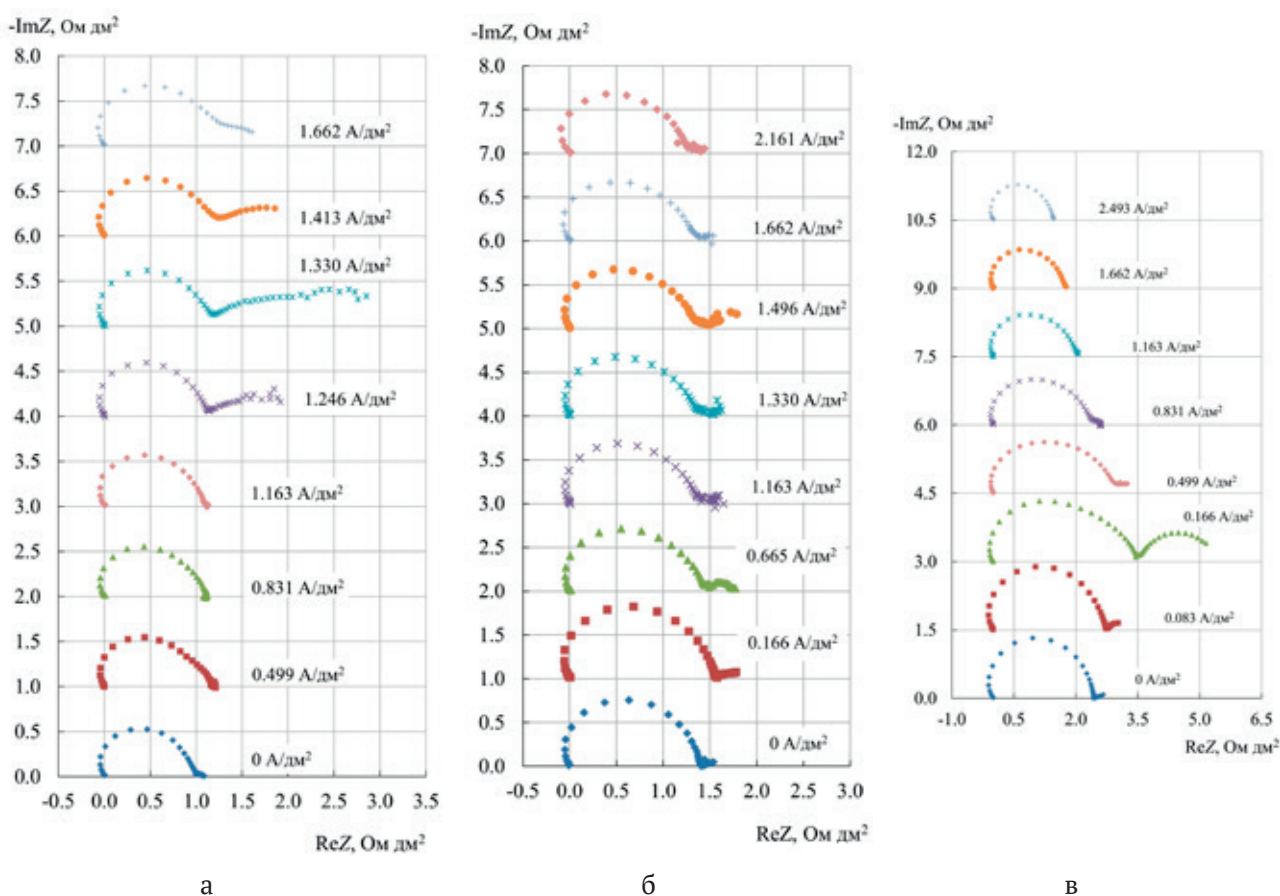 -ImZ, Ом дм²
8.0
7.5
7.0
6.5
6.0
5.5
5.0
4.5
4.0
3.5
3.0
2.5
2.0
1.5
1.0
0.5
0.0
1.662 А/дм²
1.413 А/дм²
1.330 А/дм²
1.246 А/дм²
1.163 А/дм²
0.831 А/дм²
0.499 А/дм²
0 А/дм²
-0.5 0.0 0.5 1.0 1.5 2.0 2.5 3.0 3.5
ReZ, Ом дм²
а
-ImZ, Ом дм²
8.0
7.5
7.0
6.5
6.0
5.5
5.0
4.5
4.0
3.5
3.0
2.5
2.0
1.5
1.0
0.5
0.0
2.161 А/дм²
1.662 А/дм²
1.496 А/дм²
1.330 А/дм²
1.163 А/дм²
0.665 А/дм²
0.166 А/дм²
0 А/дм²
-0.5 0.0 0.5 1.0 1.5 2.0 2.5 3.0
ReZ, Ом дм²
б
-ImZ, Ом дм²
12.0
10.5
9.0
7.5
6.0
4.5
3.0
1.5
0.0
2.493 А/дм²
1.662 А/дм²
1.163 А/дм²
0.831 А/дм²
0.499 А/дм²
0.166 А/дм²
0.083 А/дм²
0 А/дм²
-1.0 0.5 2.0 3.5 5.0 6.5
ReZ, Ом дм²
в